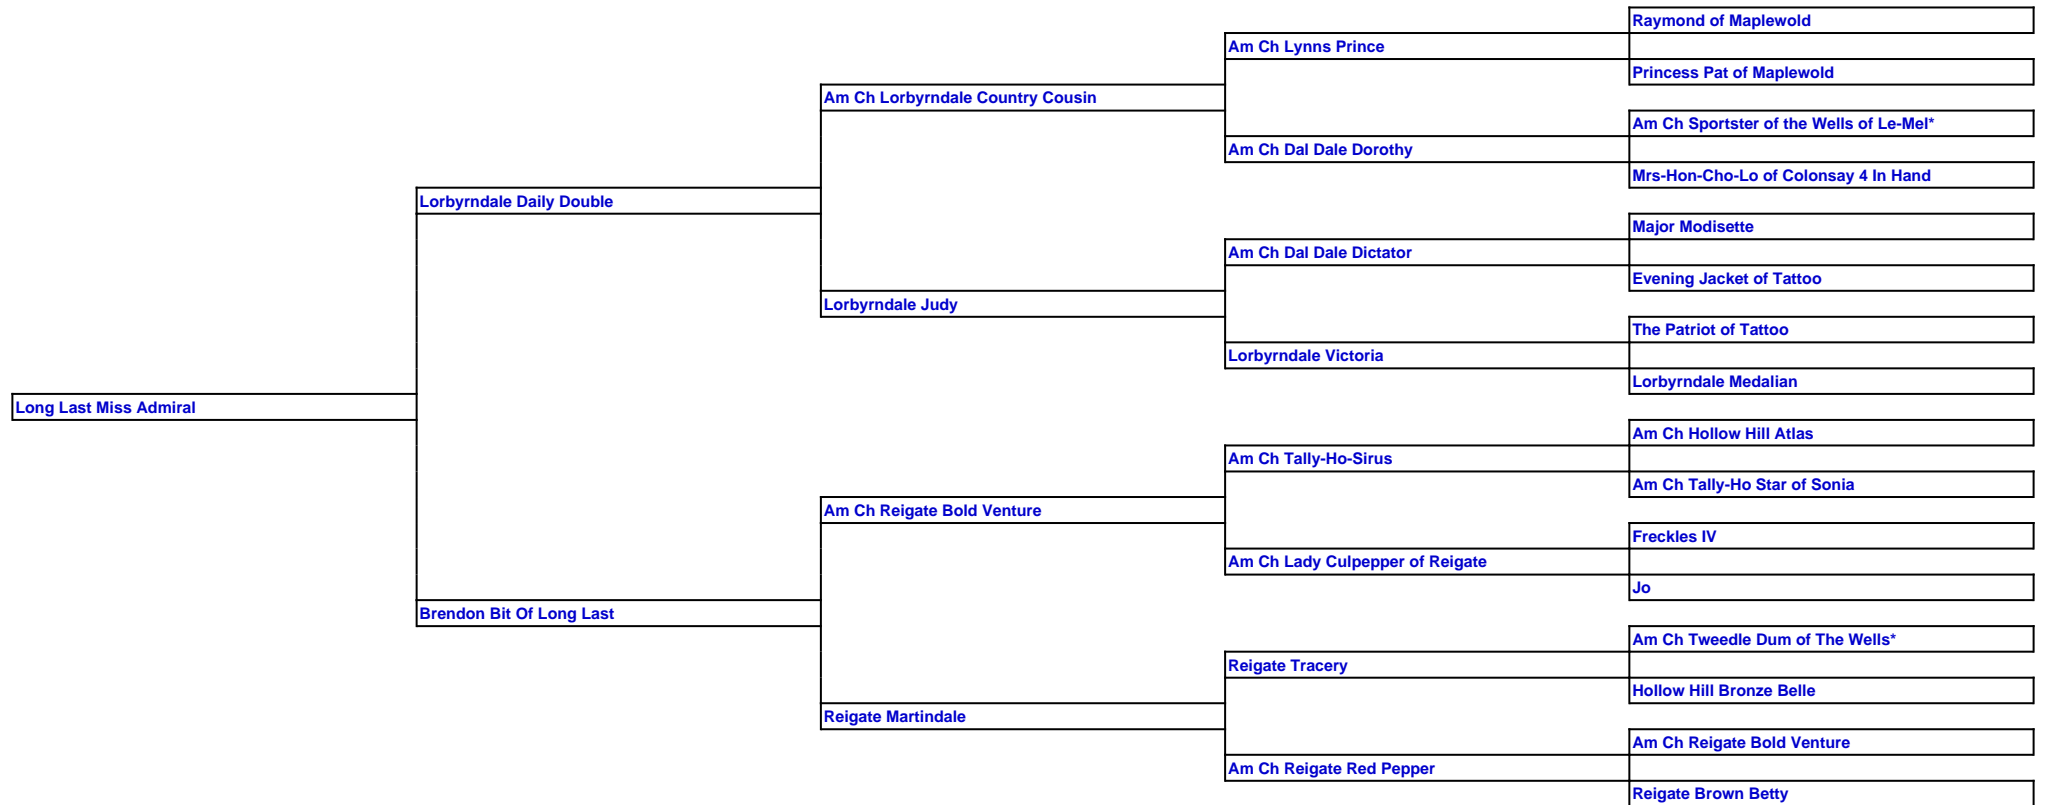 Raymond of Maplewold
Am Ch Lynns Prince
Princess Pat of Maplewold
Am Ch Lorbyrndale Country Cousin
Am Ch Sportster of the Wells of Le-Mel*
Am Ch Dal Dale Dorothy
Mrs-Hon-Cho-Lo of Colonsay 4 In Hand
Lorbyrndale Daily Double
Major Modisette
Am Ch Dal Dale Dictator
Evening Jacket of Tattoo
Lorbyrndale Judy
The Patriot of Tattoo
Lorbyrndale Victoria
Lorbyrndale Medalian
Long Last Miss Admiral
Am Ch Hollow Hill Atlas
Am Ch Tally-Ho-Sirus
Am Ch Tally-Ho Star of Sonia
Am Ch Reigate Bold Venture
Freckles IV
Am Ch Lady Culpepper of Reigate
Jo
Brendon Bit Of Long Last
Am Ch Tweedle Dum of The Wells*
Reigate Tracery
Hollow Hill Bronze Belle
Reigate Martindale
Am Ch Reigate Bold Venture
Am Ch Reigate Red Pepper
Reigate Brown Betty